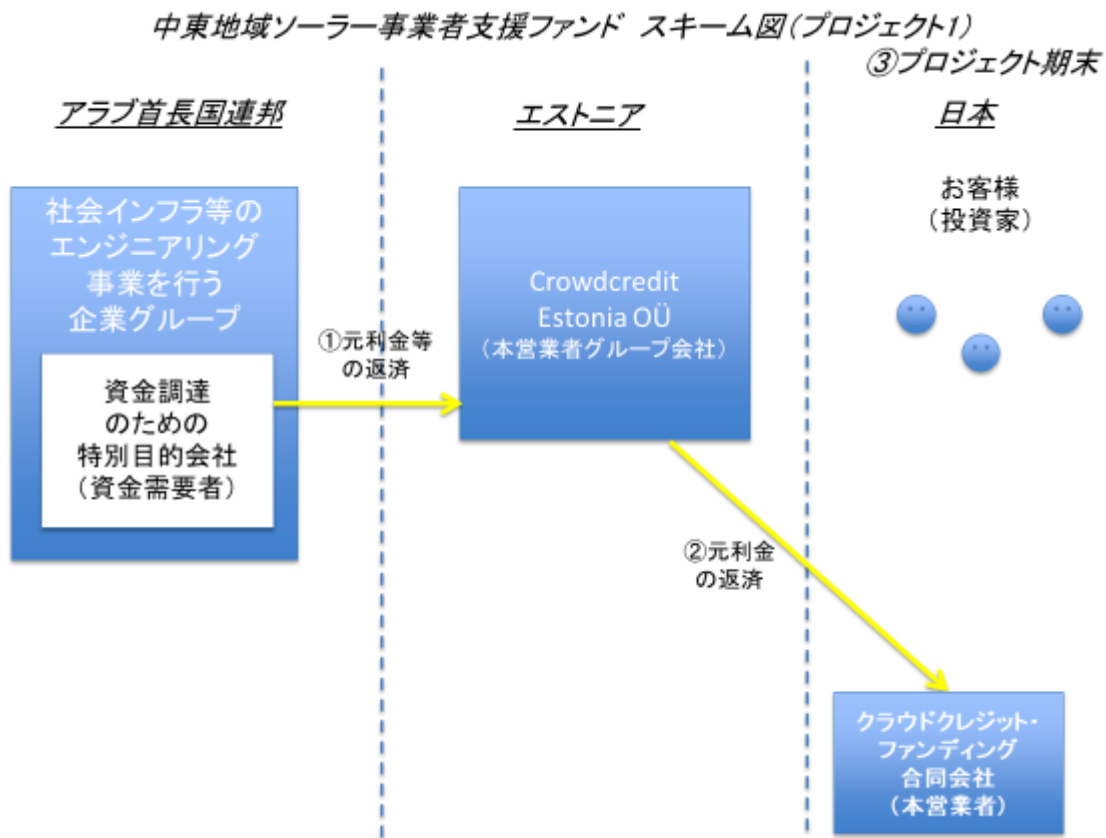 中東地域ソーラー事業者支援ファンド スキーム図(プロジェクト1)
③プロジェクト期末
アラブ首長国連邦
エストニア
日本
社会インフラ等の
エンジニアリング
事業を行う
企業グループ
資金調達
のための
特別目的会社
(資金需要者)
①元利金等
の返済
Crowdcredit
Estonia OÜ
(本営業者グループ会社)
お客様
(投資家)
②元利金
の返済
クラウドクレジット・
ファンディング
合同会社
(本営業者)